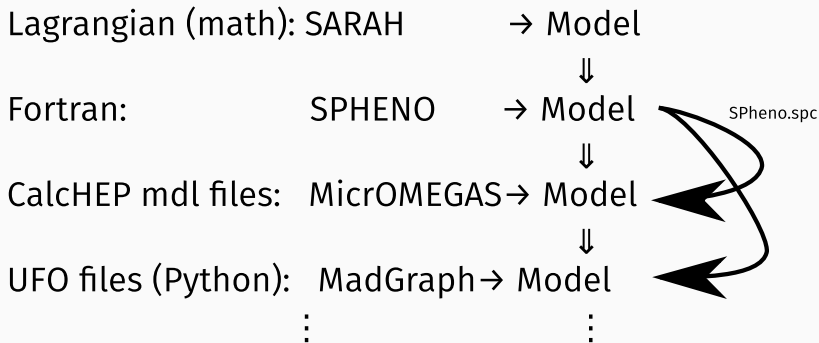 Lagrangian (math): SARAH → Model
⇓
Fortran: SPHENO → Model
SPheno.spc
⇓
CalcHEP mdl files: MicrOMEGAS→ Model
⇓
UFO files (Python): MadGraph→ Model
⋮ ⋮